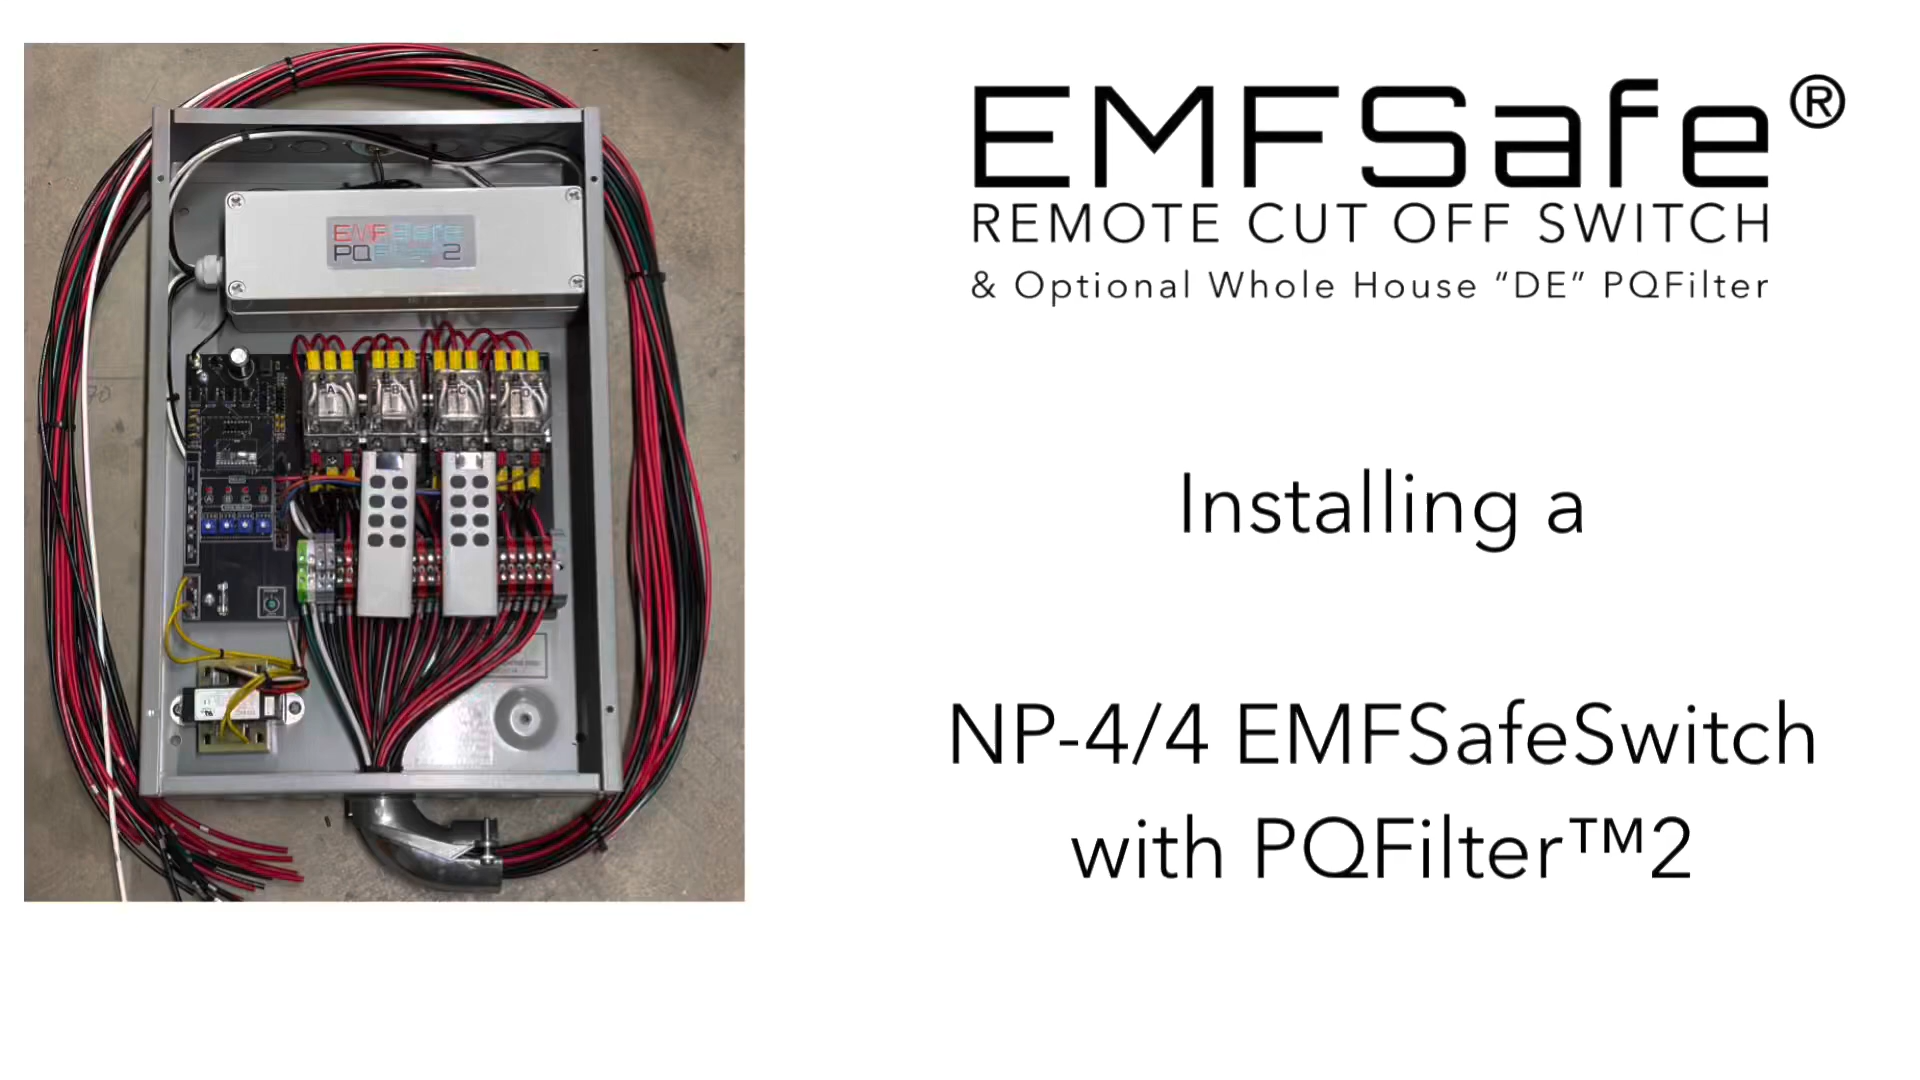 EMFSafe®
REMOTE CUT OFF SWITCH
& Optional Whole House “DE” PQFilter
Installing a
NP-4/4 EMFSafeSwitch
with PQFilter™2
EMFSafe
PQFilter 2
A
B
C
D
A B C D
70